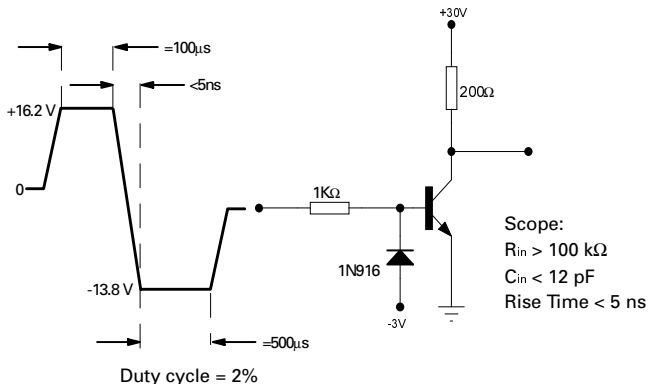 =100µs
<5ns
+16.2 V
0
-13.8 V
=500µs
Duty cycle = 2%
+30V
200Ω
1KΩ
1N916
-3V
Scope:
Rin > 100 kΩ
Cin < 12 pF
Rise Time < 5 ns